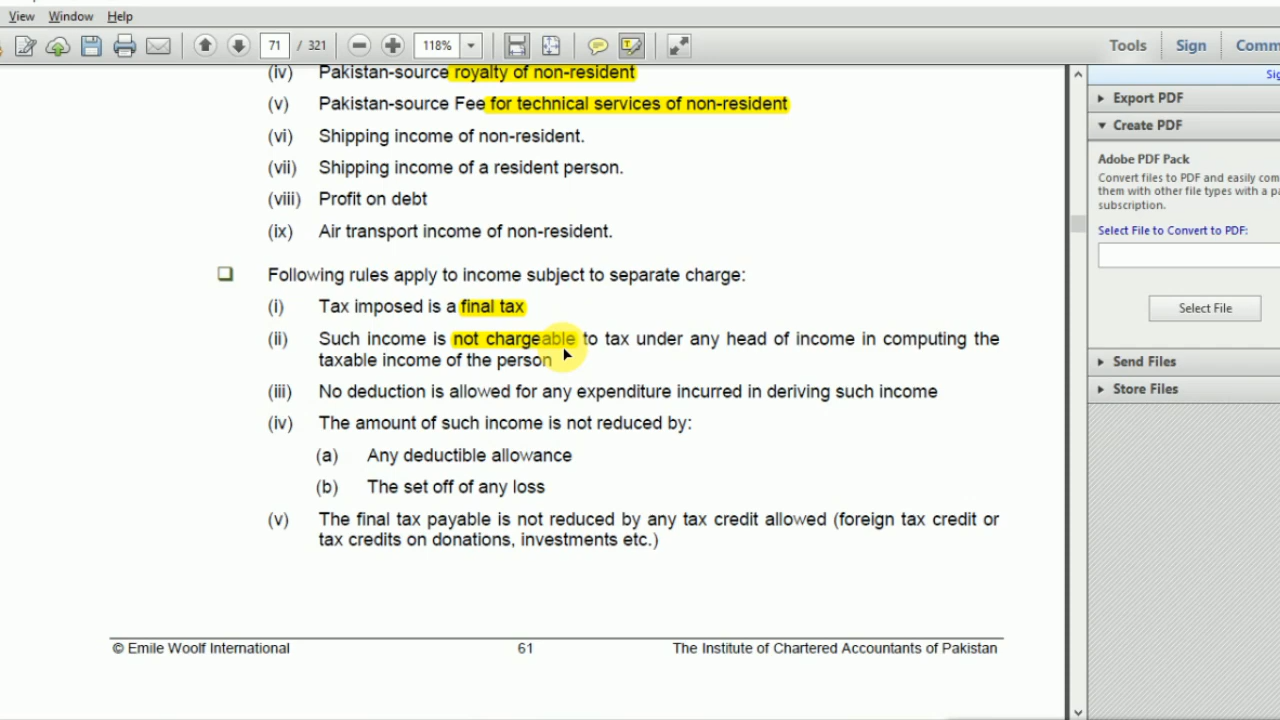 View Window Help
71 / 321 118% Tools Sign Comm
(iv) Pakistan-source royalty of non-resident
(v) Pakistan-source Fee for technical services of non-resident
(vi) Shipping income of non-resident.
(vii) Shipping income of a resident person.
(viii) Profit on debt
(ix) Air transport income of non-resident.
Following rules apply to income subject to separate charge:
(i) Tax imposed is a final tax
(ii) Such income is not chargeable to tax under any head of income in computing the
taxable income of the person
(iii) No deduction is allowed for any expenditure incurred in deriving such income
(iv) The amount of such income is not reduced by:
(a) Any deductible allowance
(b) The set off of any loss
(v) The final tax payable is not reduced by any tax credit allowed (foreign tax credit or
tax credits on donations, investments etc.)
© Emile Woolf International 61 The Institute of Chartered Accountants of Pakistan
Export PDF
Create PDF
Adobe PDF Pack
Convert files to PDF and easily com
them with other file types with a pa
subscription.
Select File to Convert to PDF:
Select File
Send Files
Store Files